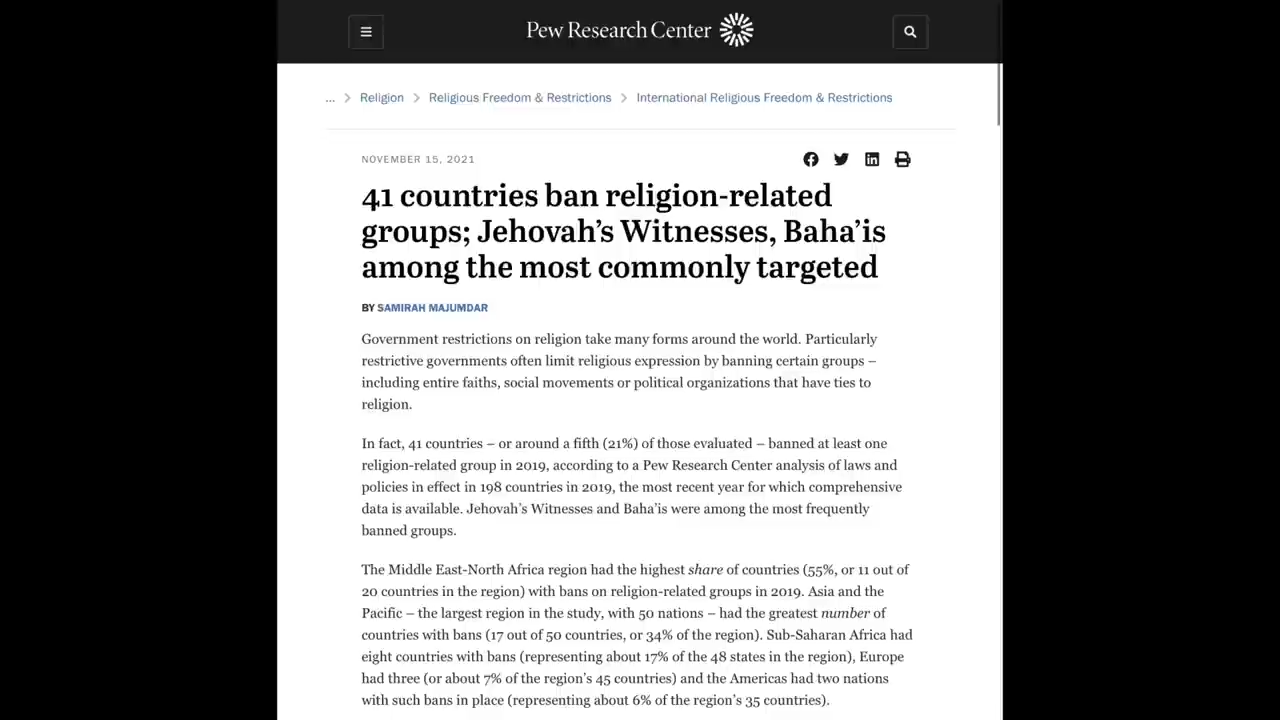 Pew Research Center
... > Religion > Religious Freedom & Restrictions > International Religious Freedom & Restrictions
NOVEMBER 15, 2021
41 countries ban religion-related
groups; Jehovah’s Witnesses, Baha’is
among the most commonly targeted
BY SAMIRAH MAJUMDAR
Government restrictions on religion take many forms around the world. Particularly
restrictive governments often limit religious expression by banning certain groups –
including entire faiths, social movements or political organizations that have ties to
religion.
In fact, 41 countries – or around a fifth (21%) of those evaluated – banned at least one
religion-related group in 2019, according to a Pew Research Center analysis of laws and
policies in effect in 198 countries in 2019, the most recent year for which comprehensive
data is available. Jehovah’s Witnesses and Baha’is were among the most frequently
banned groups.
The Middle East-North Africa region had the highest share of countries (55%, or 11 out of
20 countries in the region) with bans on religion-related groups in 2019. Asia and the
Pacific – the largest region in the study, with 50 nations – had the greatest number of
countries with bans (17 out of 50 countries, or 34% of the region). Sub-Saharan Africa had
eight countries with bans (representing about 17% of the 48 states in the region), Europe
had three (or about 7% of the region’s 45 countries) and the Americas had two nations
with such bans in place (representing about 6% of the region’s 35 countries).